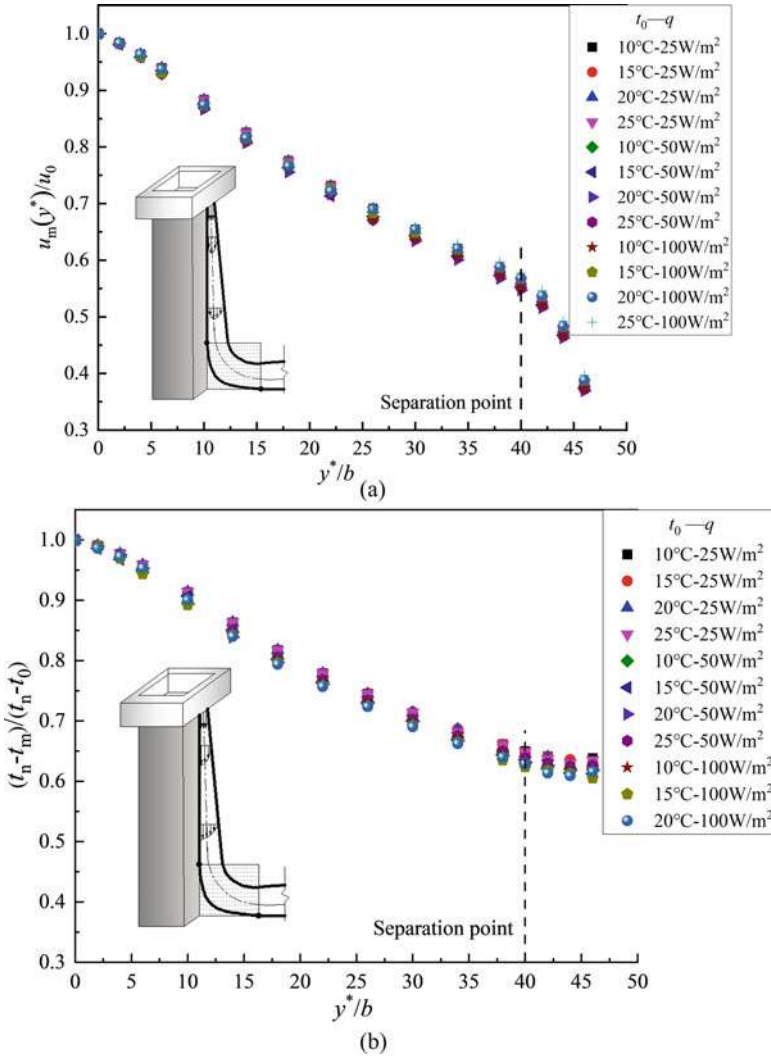 1.0
0.9
0.8
0.7
0.6
0.5
0.4
0.3
u_m(y*)/u_0
0 5 10 15 20 25 30 35 40 45 50
y*/b
Separation point
t_0—q
10°C-25W/m²
15°C-25W/m²
20°C-25W/m²
25°C-25W/m²
10°C-50W/m²
15°C-50W/m²
20°C-50W/m²
25°C-50W/m²
10°C-100W/m²
15°C-100W/m²
20°C-100W/m²
25°C-100W/m²
(a)
1.0
0.9
0.8
0.7
0.6
0.5
0.4
0.3
(t_n-t_m)/(t_n-t_0)
0 5 10 15 20 25 30 35 40 45 50
y*/b
Separation point
t_0—q
10°C-25W/m²
15°C-25W/m²
20°C-25W/m²
25°C-25W/m²
10°C-50W/m²
15°C-50W/m²
20°C-50W/m²
25°C-50W/m²
10°C-100W/m²
15°C-100W/m²
20°C-100W/m²
(b)